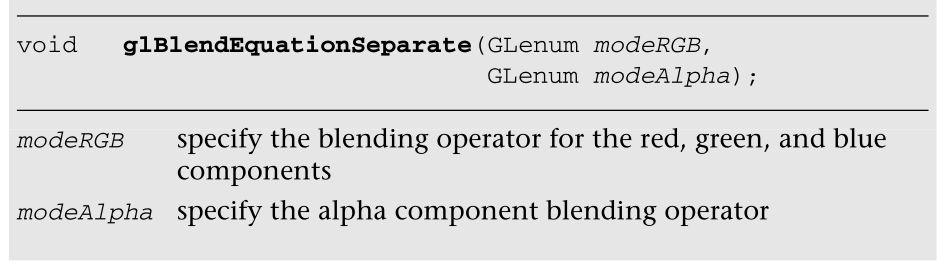 void glBlendEquationSeparate(GLenum modeRGB,
GLenum modeAlpha);
modeRGB specify the blending operator for the red, green, and blue
components
modeAlpha specify the alpha component blending operator